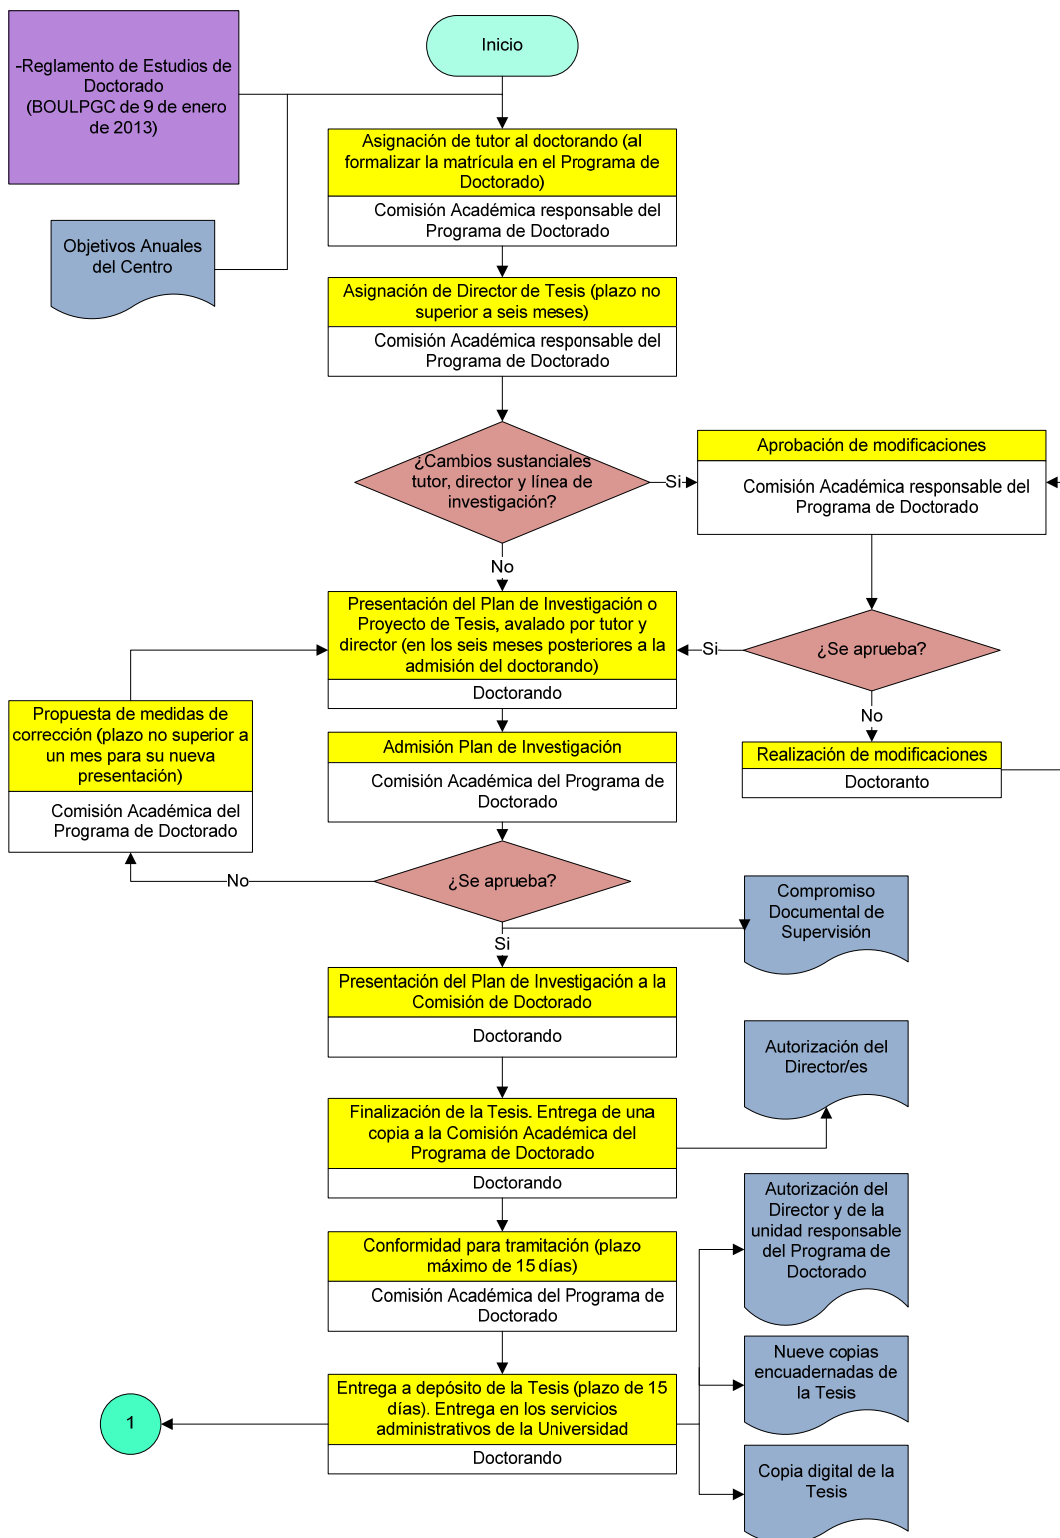 Inicio
-Reglamento de Estudios de
Doctorado
(BOULPGC de 9 de enero
de 2013)
Asignación de tutor al doctorando (al
formalizar la matrícula en el Programa de
Doctorado)
Comisión Académica responsable del
Programa de Doctorado
Objetivos Anuales
del Centro
Asignación de Director de Tesis (plazo no
superior a seis meses)
Comisión Académica responsable del
Programa de Doctorado
¿Cambios sustanciales
tutor, director y línea de
investigación?
Si
Aprobación de modificaciones
Comisión Académica responsable del
Programa de Doctorado
No
Presentación del Plan de Investigación o
Proyecto de Tesis, avalado por tutor y
director (en los seis meses posteriores a la
admisión del doctorando)
Doctorando
Si
¿Se aprueba?
No
Realización de modificaciones
Doctoranto
Propuesta de medidas de
corrección (plazo no superior a
un mes para su nueva
presentación)
Comisión Académica del
Programa de Doctorado
Admisión Plan de Investigación
Comisión Académica del Programa de
Doctorado
¿Se aprueba?
No
Si
Compromiso
Documental de
Supervisión
Presentación del Plan de Investigación a la
Comisión de Doctorado
Doctorando
Autorización del
Director/es
Finalización de la Tesis. Entrega de una
copia a la Comisión Académica del
Programa de Doctorado
Doctorando
Autorización del
Director y de la
unidad responsable
del Programa de
Doctorado
Conformidad para tramitación (plazo
máximo de 15 días)
Comisión Académica del Programa de
Doctorado
Nueve copias
encuadernadas de
la Tesis
Entrega a depósito de la Tesis (plazo de 15
días). Entrega en los servicios
administrativos de la Universidad
Doctorando
1
Copia digital de la
Tesis